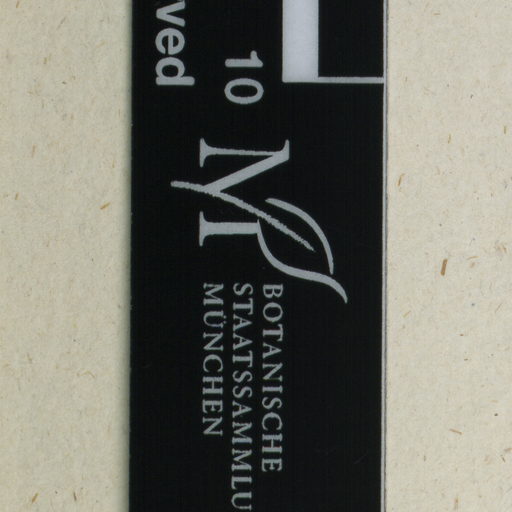 ved
10
M
BOTANISCHE
STAATSSAMMLU
MÜNCHEN